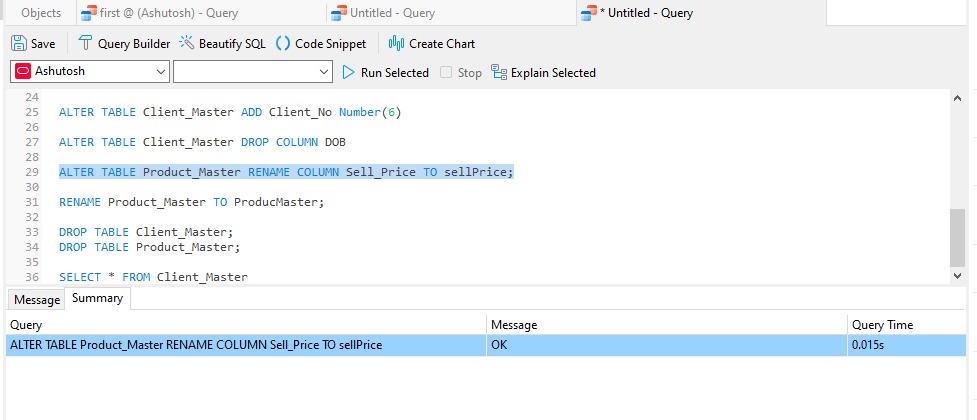 Objects first @ (Ashutosh) - Query Untitled - Query * Untitled - Query
Save Query Builder Beautify SQL Code Snippet Create Chart
Ashutosh Run Selected Stop Explain Selected
24
25 ALTER TABLE Client_Master ADD Client_No Number(6)
26
27 ALTER TABLE Client_Master DROP COLUMN DOB
28
29 ALTER TABLE Product_Master RENAME COLUMN Sell_Price TO sellPrice;
30
31 RENAME Product_Master TO ProducMaster;
32
33 DROP TABLE Client_Master;
34 DROP TABLE Product_Master;
35
36 SELECT * FROM Client_Master
Message Summary
Query Message Query Time
ALTER TABLE Product_Master RENAME COLUMN Sell_Price TO sellPrice OK 0.015s